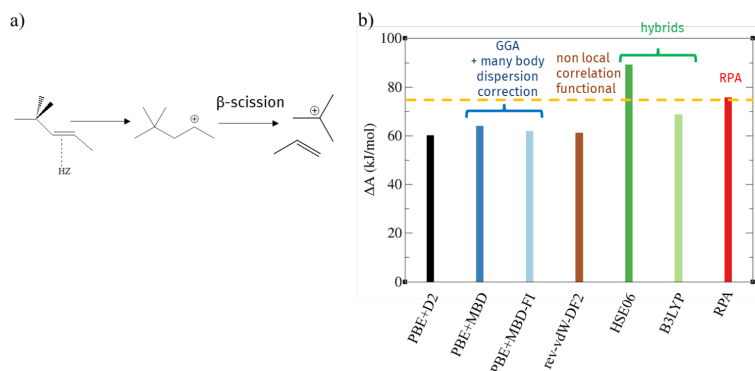 a)
β-scission
⊕
⊕
HZ
b)
hybrids
GGA
+ many body
dispersion
correction
non local
correlation
functional
RPA
100
80
60
40
20
0
ΔA (kJ/mol)
PBE+D2
PBE+MBD
PBE+MBD-FI
rev-vdW-DF2
HSE06
B3LYP
RPA